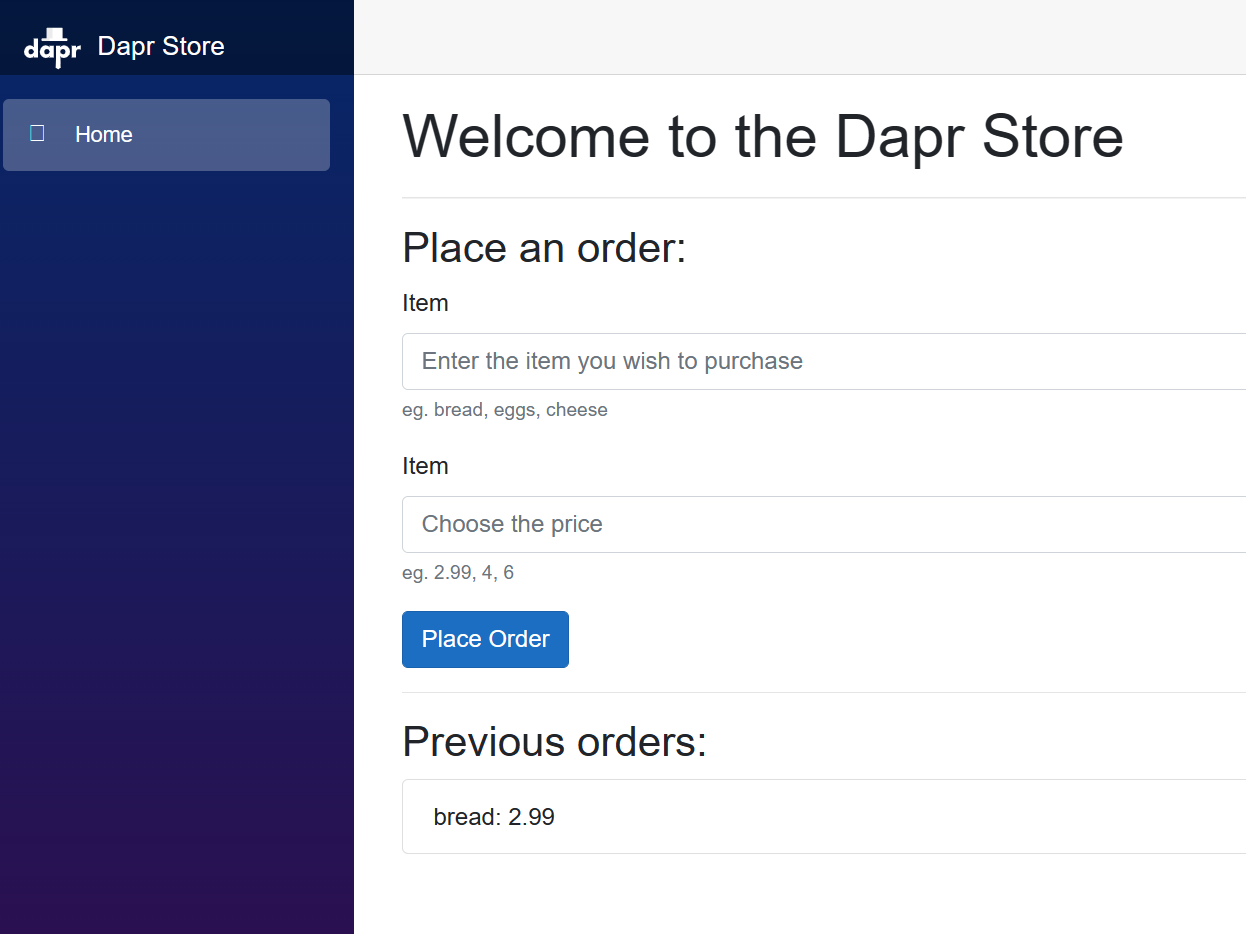 dapr Dapr Store
Home
Welcome to the Dapr Store
Place an order:
Item
Enter the item you wish to purchase
eg. bread, eggs, cheese
Item
Choose the price
eg. 2.99, 4, 6
Place Order
Previous orders:
bread: 2.99